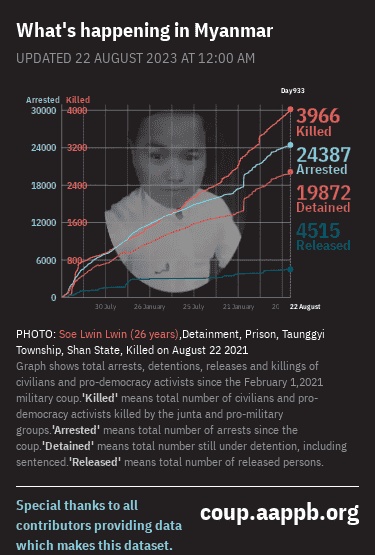 What's happening in Myanmar
UPDATED 22 AUGUST 2023 AT 12:00 AM
Day933
Arrested Killed
30000 4000
24000 3200
18000 2400
12000 1600
6000 800
0
3966
Killed
24387
Arrested
19872
Detained
4515
Released
30 July 26 January 25 July 21 January 20 22 August
PHOTO: Soe Lwin Lwin (26 years),Detainment, Prison, Taunggyi
Township, Shan State, Killed on August 22 2021
Graph shows total arrests, detentions, releases and killings of
civilians and pro-democracy activists since the February 1,2021
military coup.'Killed' means total number of civilians and pro-
democracy activists killed by the junta and pro-military
groups.'Arrested' means total number of arrests since the
coup.'Detained' means total number still under detention, including
sentenced.'Released' means total number of released persons.
Special thanks to all
contributors providing data
which makes this dataset.
coup.aappb.org